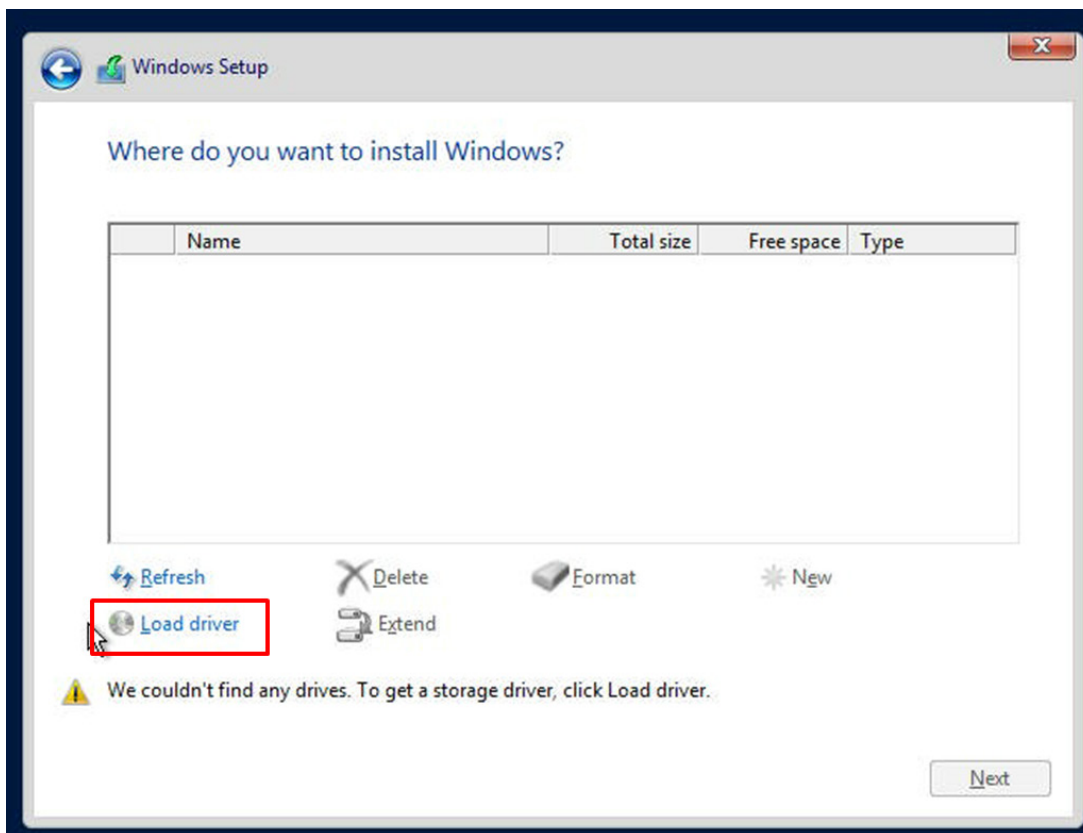 Windows Setup
Where do you want to install Windows?
Name Total size Free space Type
Refresh Delete Format New
Load driver Extend
We couldn't find any drives. To get a storage driver, click Load driver.
Next